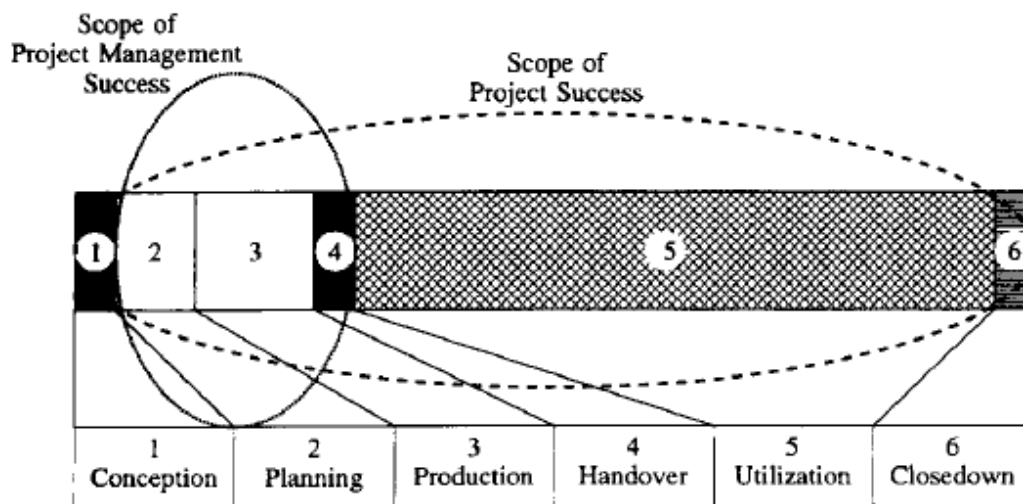 Scope of
Project Management
Success
Scope of
Project Success
1
2
3
4
5
6
1 2 3 4 5 6
Conception Planning Production Handover Utilization Closedown